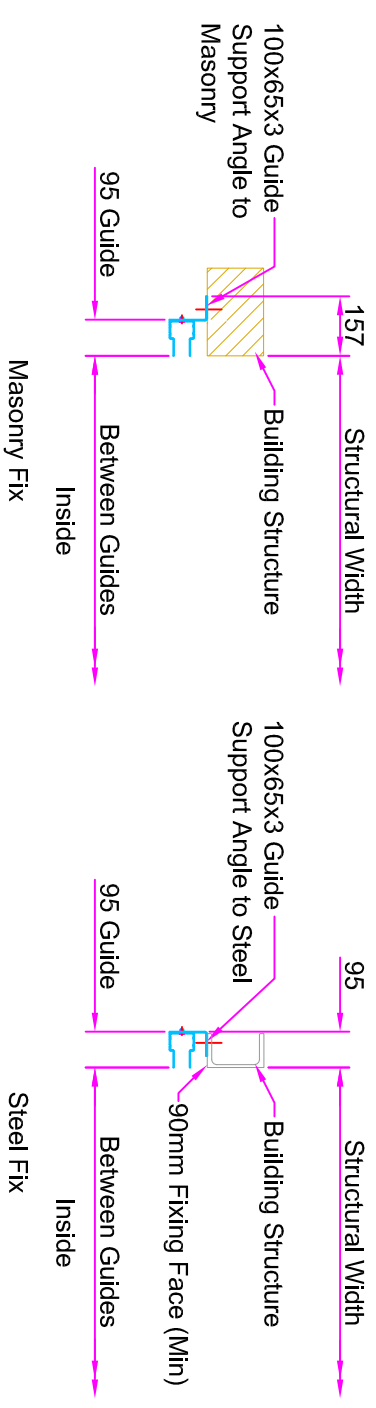 157
Structural Width
100x65x3 Guide
Support Angle to
Masonry
Building Structure
95 Guide
Between Guides
Inside
Masonry Fix
95
Structural Width
100x65x3 Guide
Support Angle to Steel
Building Structure
90mm Fixing Face (Min)
95 Guide
Between Guides
Inside
Steel Fix